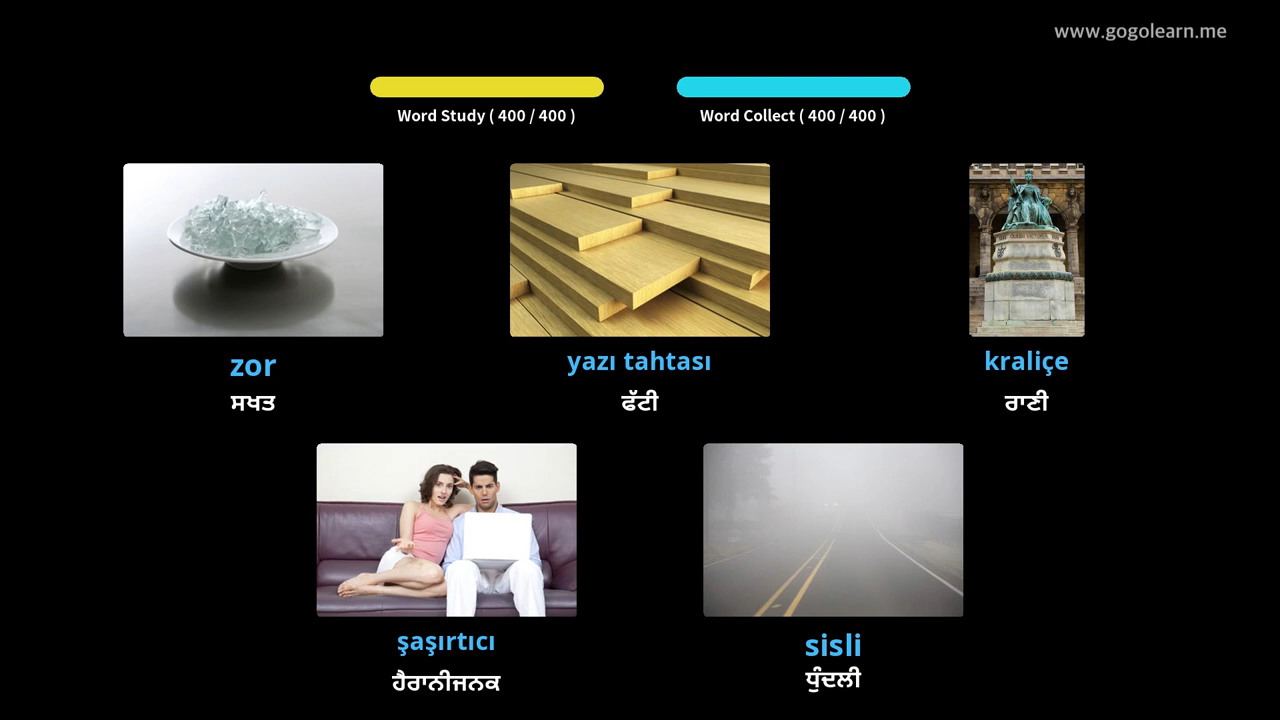 www.gogolearn.me
Word Study ( 400 / 400 )
Word Collect ( 400 / 400 )
zor
ਸਖਤ
yazı tahtası
ਫੱਟੀ
kraliçe
ਰਾਣੀ
şaşırtıcı
ਹੈਰਾਨੀਜਨਕ
sisli
ਧੁੰਦਲੀ